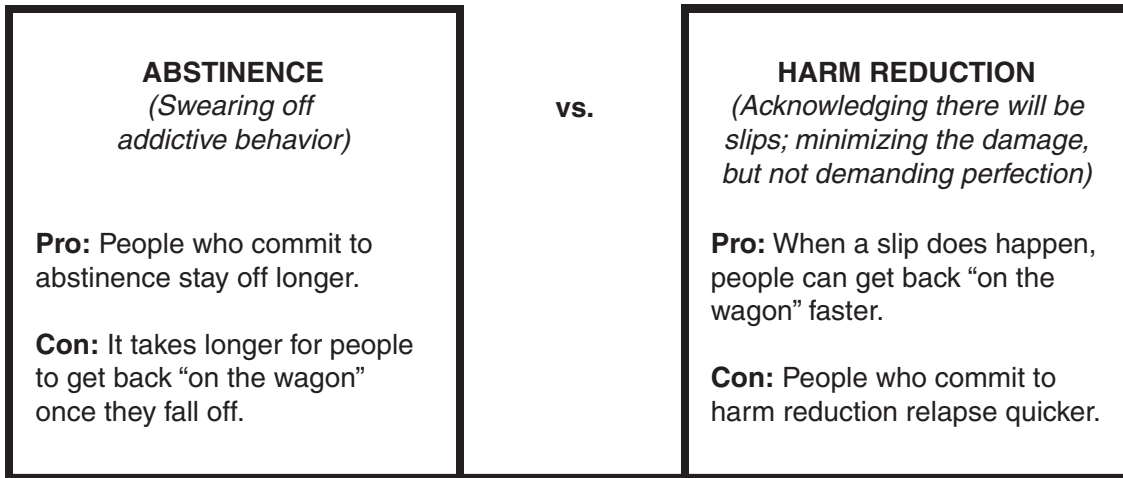 ABSTINENCE
(Swearing off
addictive behavior)
Pro: People who commit to
abstinence stay off longer.
Con: It takes longer for people
to get back “on the wagon”
once they fall off.
vs.
HARM REDUCTION
(Acknowledging there will be
slips; minimizing the damage,
but not demanding perfection)
Pro: When a slip does happen,
people can get back “on the
wagon” faster.
Con: People who commit to
harm reduction relapse quicker.